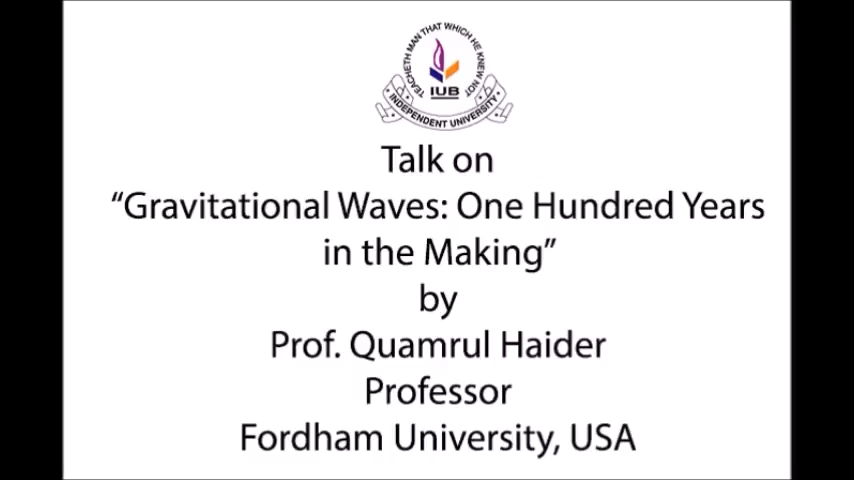 TEACHETH MAN THAT WHICH HE KNEW NOT
IUB
INDEPENDENT UNIVERSITY
Talk on
“Gravitational Waves: One Hundred Years
in the Making”
by
Prof. Quamrul Haider
Professor
Fordham University, USA